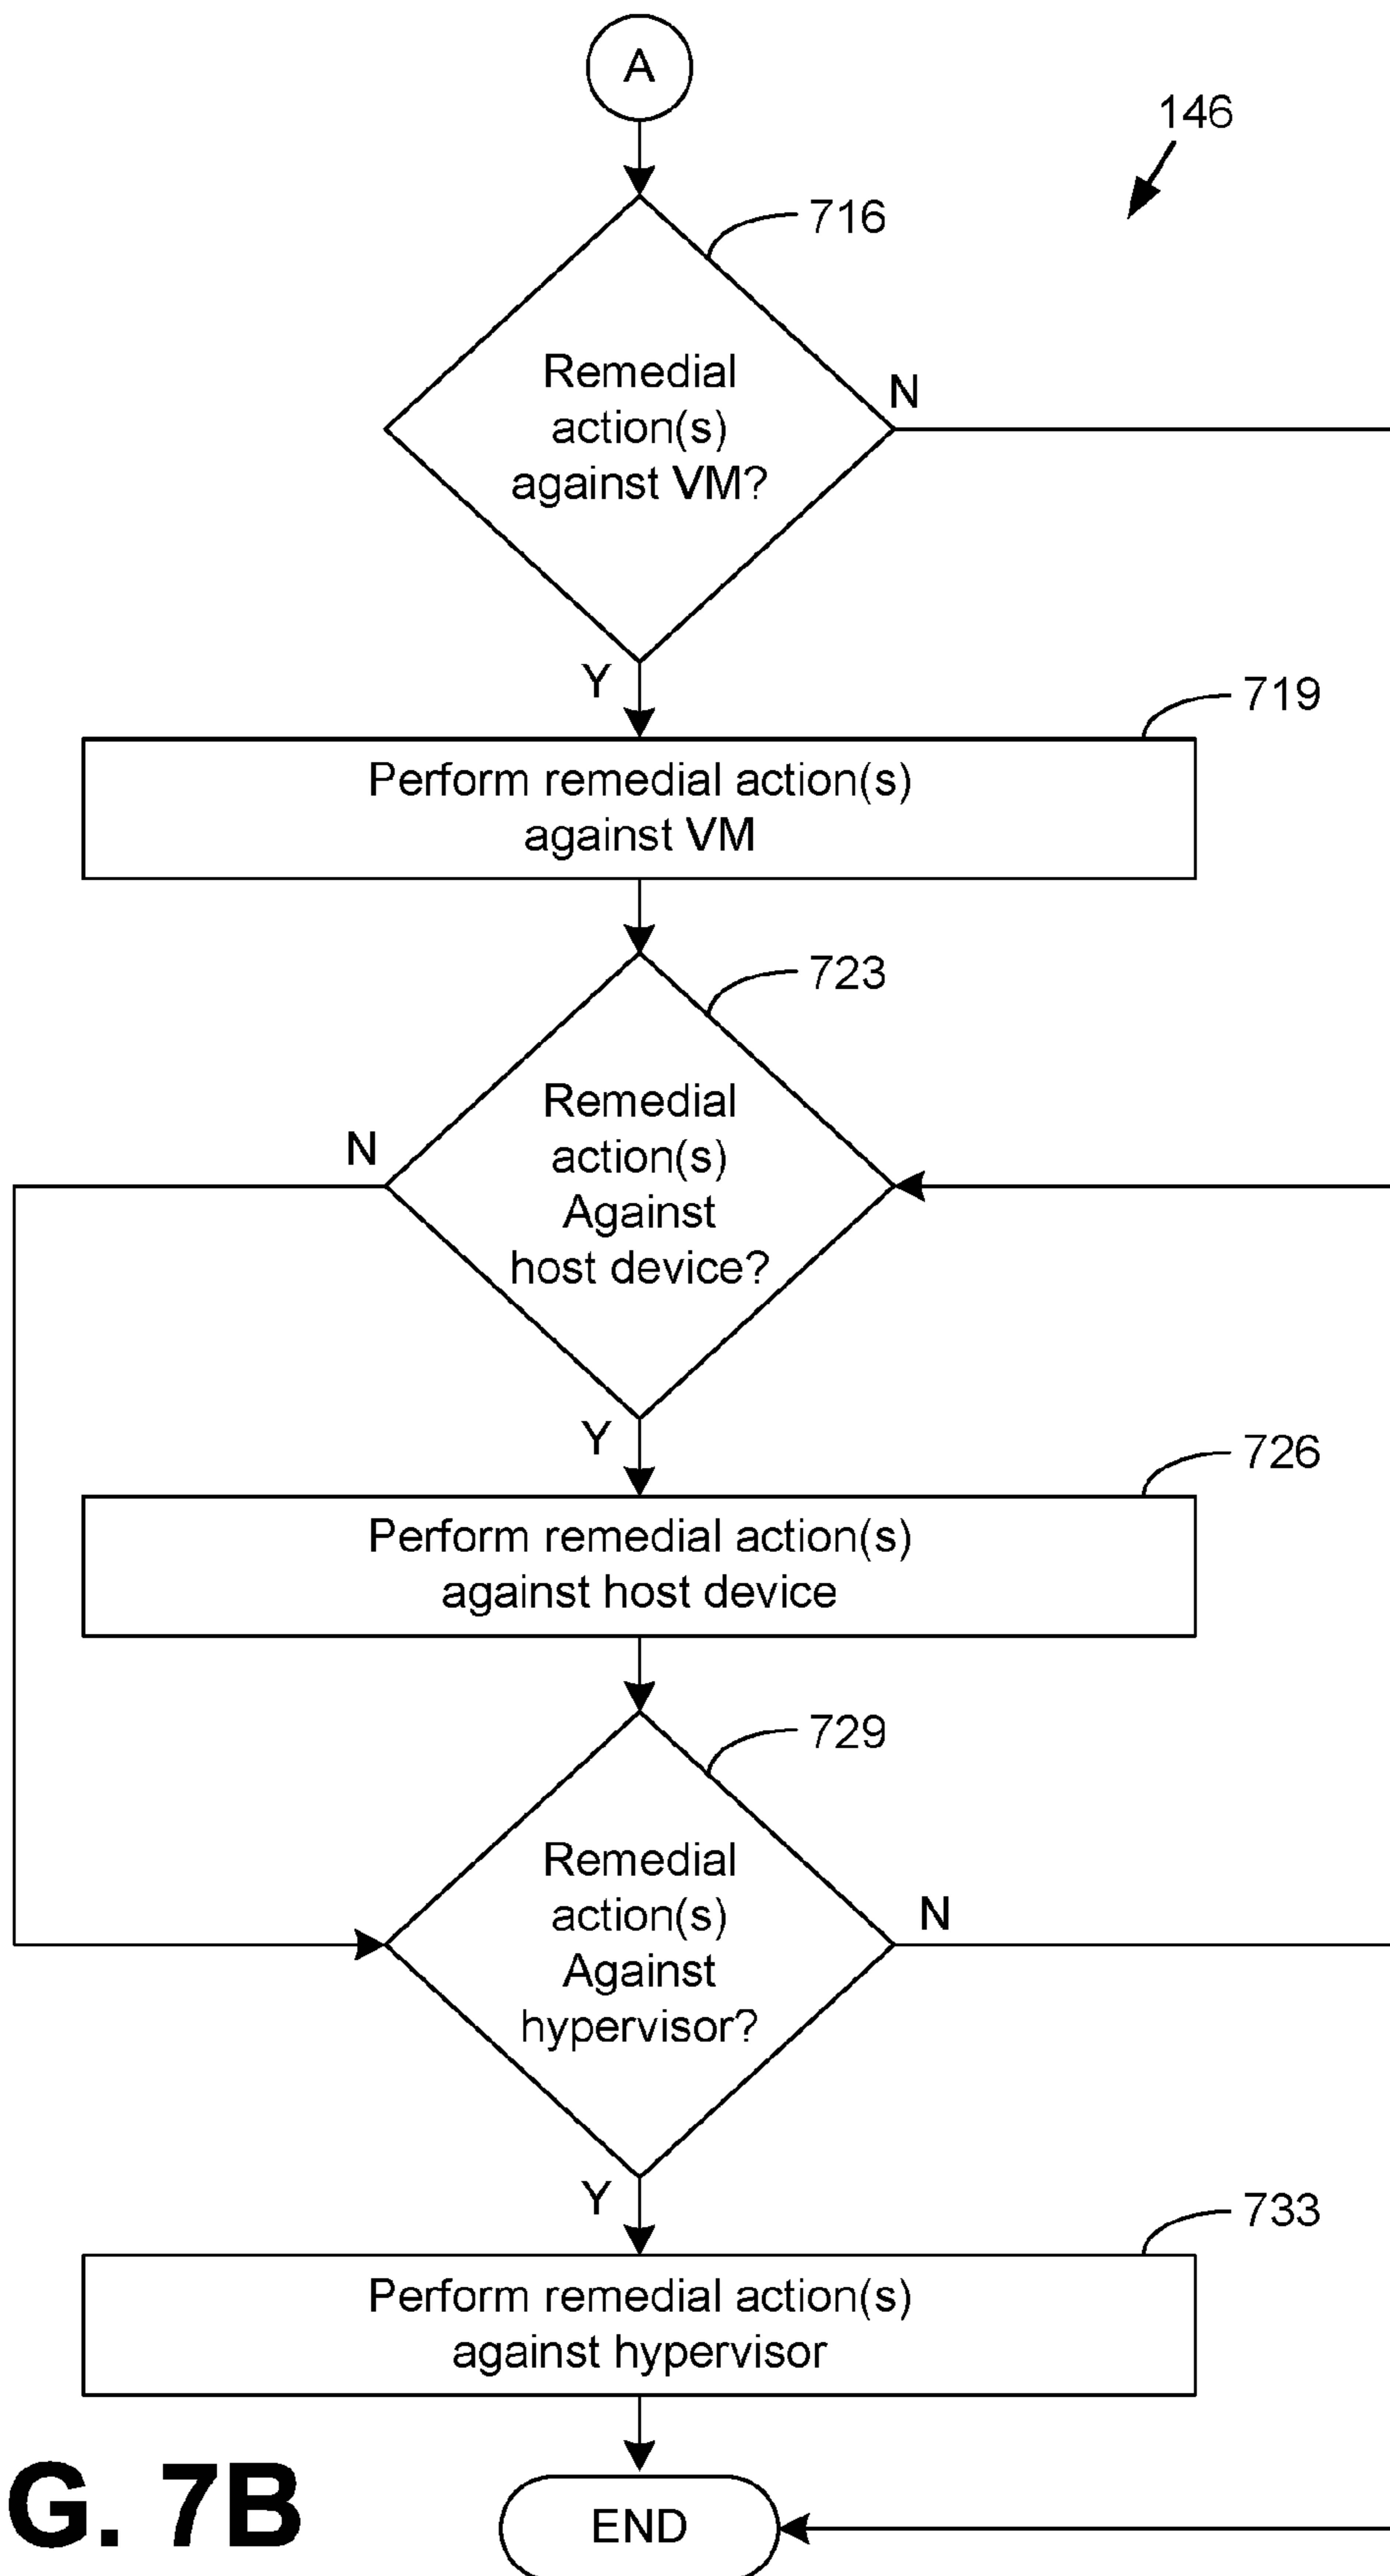 A
146
716
Remedial
action(s)
against VM?
N
Y
719
Perform remedial action(s)
against VM
723
Remedial
action(s)
Against
host device?
N
Y
726
Perform remedial action(s)
against host device
729
Remedial
action(s)
Against
hypervisor?
N
Y
733
Perform remedial action(s)
against hypervisor
G. 7B
END